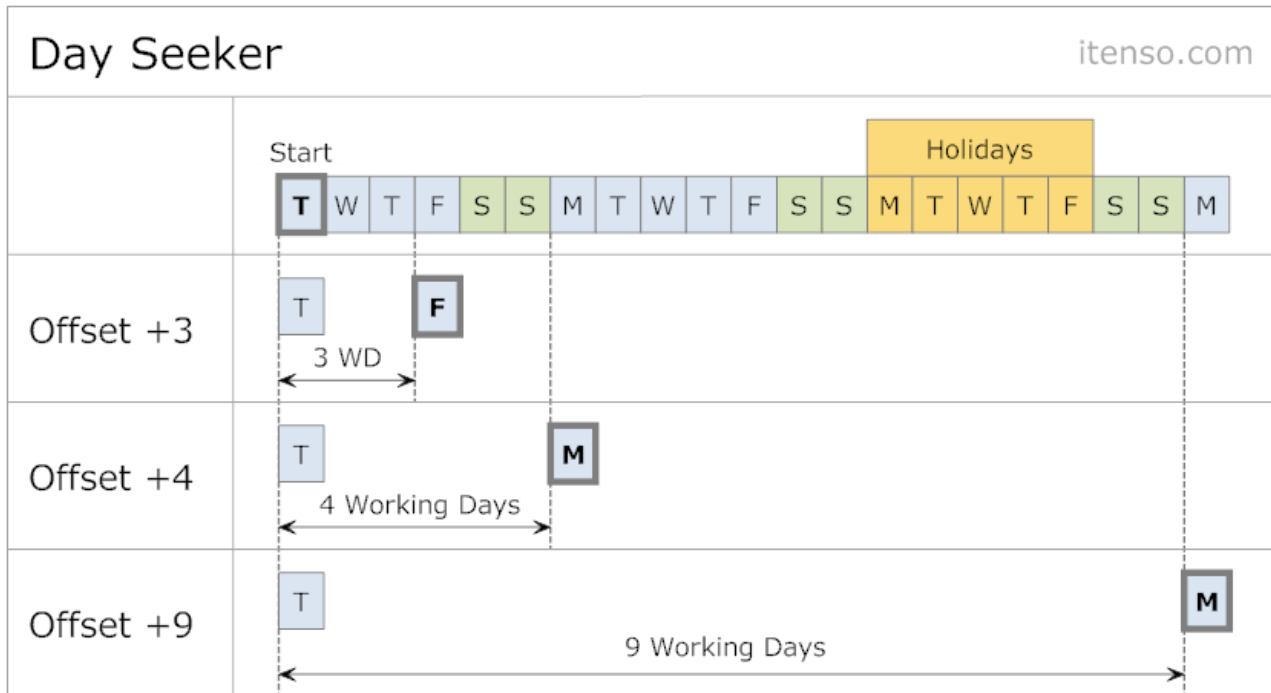 Day Seeker itenso.com
Holidays
Start
T W T F S S M T W T F S S M T W T F S S M
Offset +3 T F
3 WD
Offset +4 T M
4 Working Days
Offset +9 T M
9 Working Days